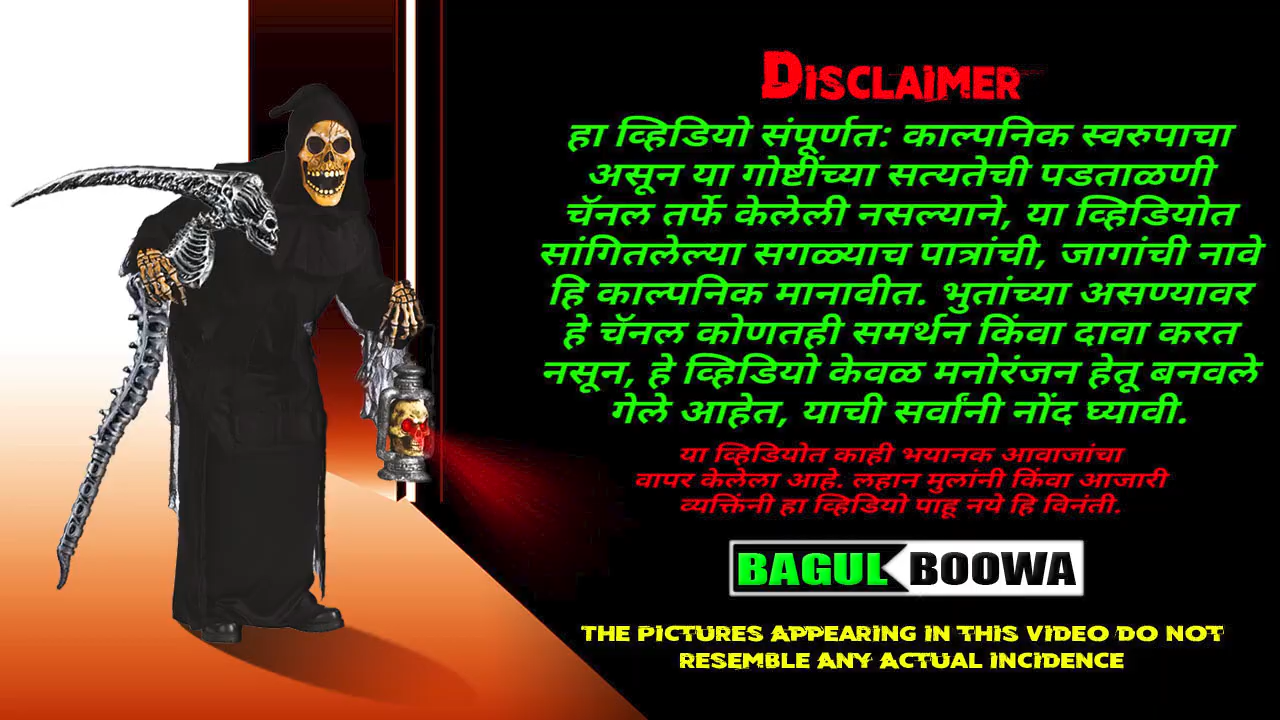 DISCLAIMER
हा व्हिडियो संपूर्णत: काल्पनिक स्वरुपाचा
असून या गोष्टींच्या सत्यतेची पडताळणी
चॅनल तर्फे केलेली नसल्याने, या व्हिडियोत
सांगितलेल्या सगळ्याच पात्रांची, जागांची नावे
हि काल्पनिक मानावीत. भुतांच्या असण्यावर
हे चॅनल कोणतही समर्थन किंवा दावा करत
नसून, हे व्हिडियो केवळ मनोरंजन हेतू बनवले
गेले आहेत, याची सर्वांनी नोंद घ्यावी.
या व्हिडियोत काही भयानक आवाजांचा
वापर केलेला आहे. लहान मुलांनी किंवा आजारी
व्यक्तिंनी हा व्हिडियो पाहू नये हि विनंती.
BAGUL BOOWA
THE PICTURES APPEARING IN THIS VIDEO DO NOT
RESEMBLE ANY ACTUAL INCIDENCE